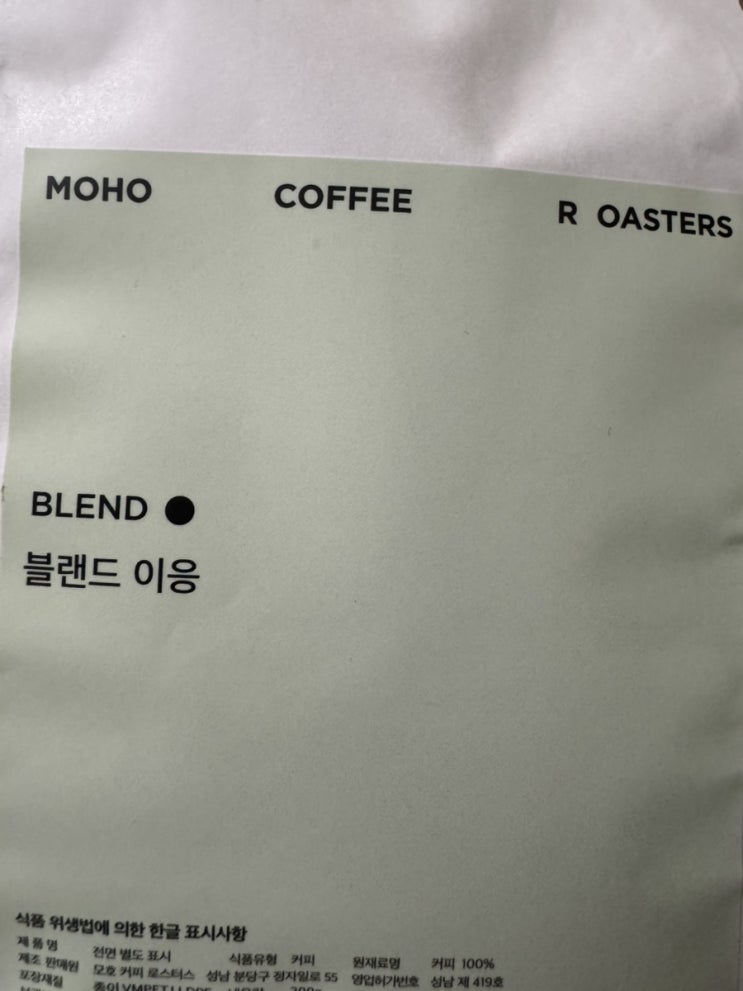 MOHO COFFEE R OASTERS
BLEND ●
블랜드 이응
식품 위생법에 의한 한글 표시사항
제 품 명 전면 별도 표시 식품유형 커피 원재료명 커피 100%
제조 판매원 모호 커피 로스터스 성남 분당구 정자일로 55 영업허가번호 성남 제 419호
포장재질